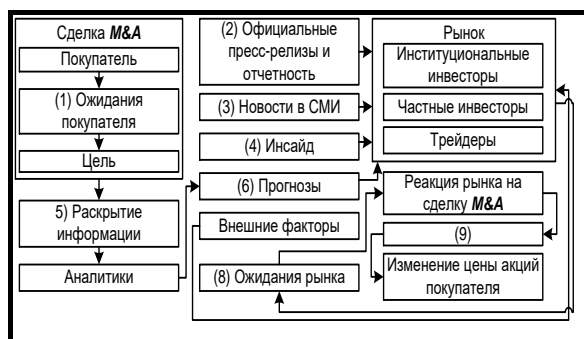 Сделка M&A
Покупатель
(1) Ожидания
покупателя
Цель
5) Раскрытие
информации
Аналитики
(2) Официальные
пресс-релизы и
отчетность
(3) Новости в СМИ
(4) Инсайд
(6) Прогнозы
Внешние факторы
(8) Ожидания рынка
Рынок
Институциональные
инвесторы
Частные инвесторы
Трейдеры
Реакция рынка на
сделку M&A
(9)
Изменение цены акций
покупателя